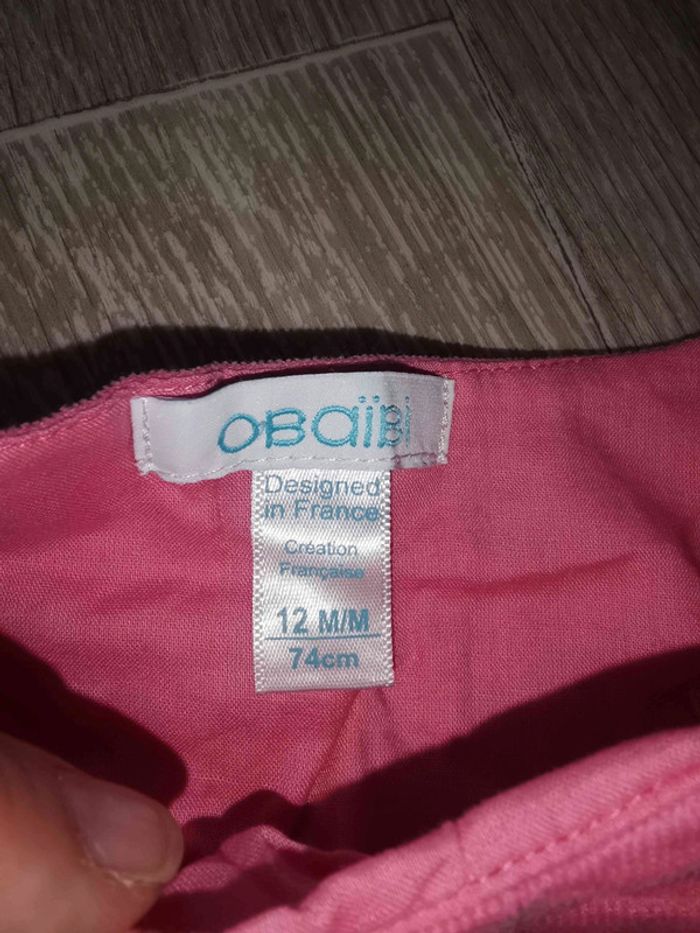 OBaïBi
Designed
in France
Création
Française
12 M/M
74cm